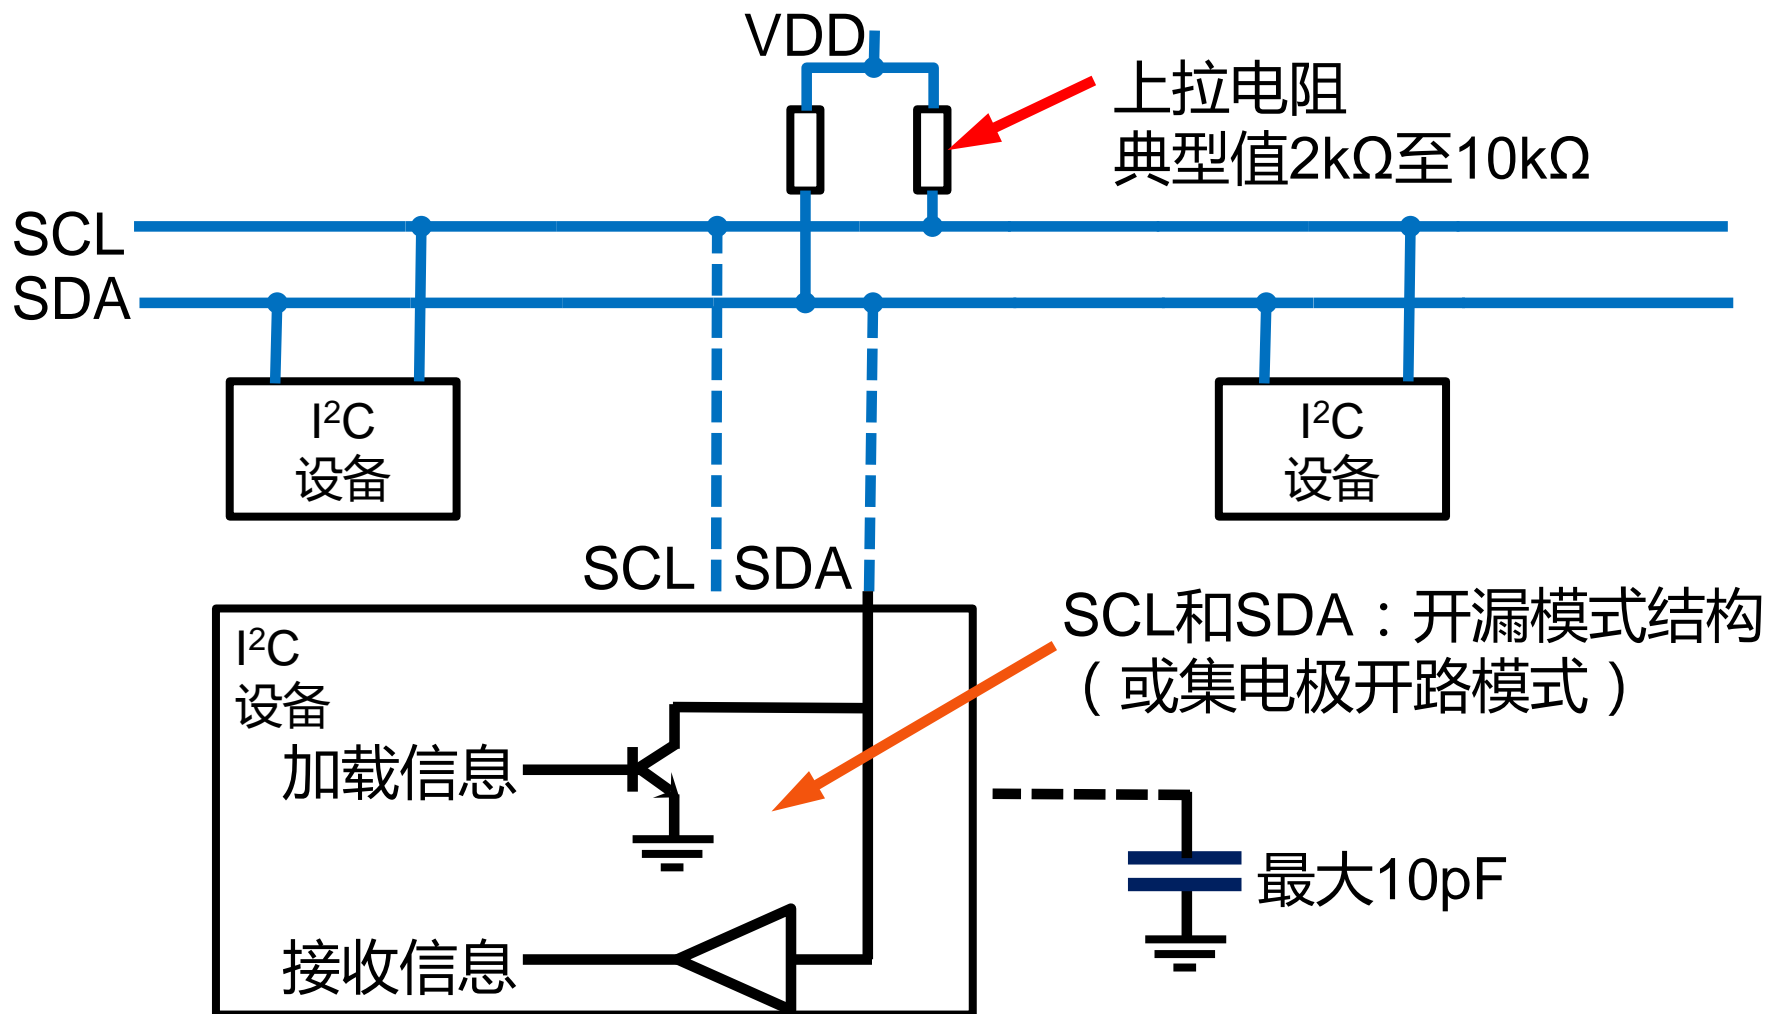 VDD
上拉电阻
典型值2kΩ至10kΩ
SCL
SDA
I²C
设备
I²C
设备
SCL SDA
SCL和SDA：开漏模式结构
（或集电极开路模式）
I²C
设备
加载信息
最大10pF
接收信息